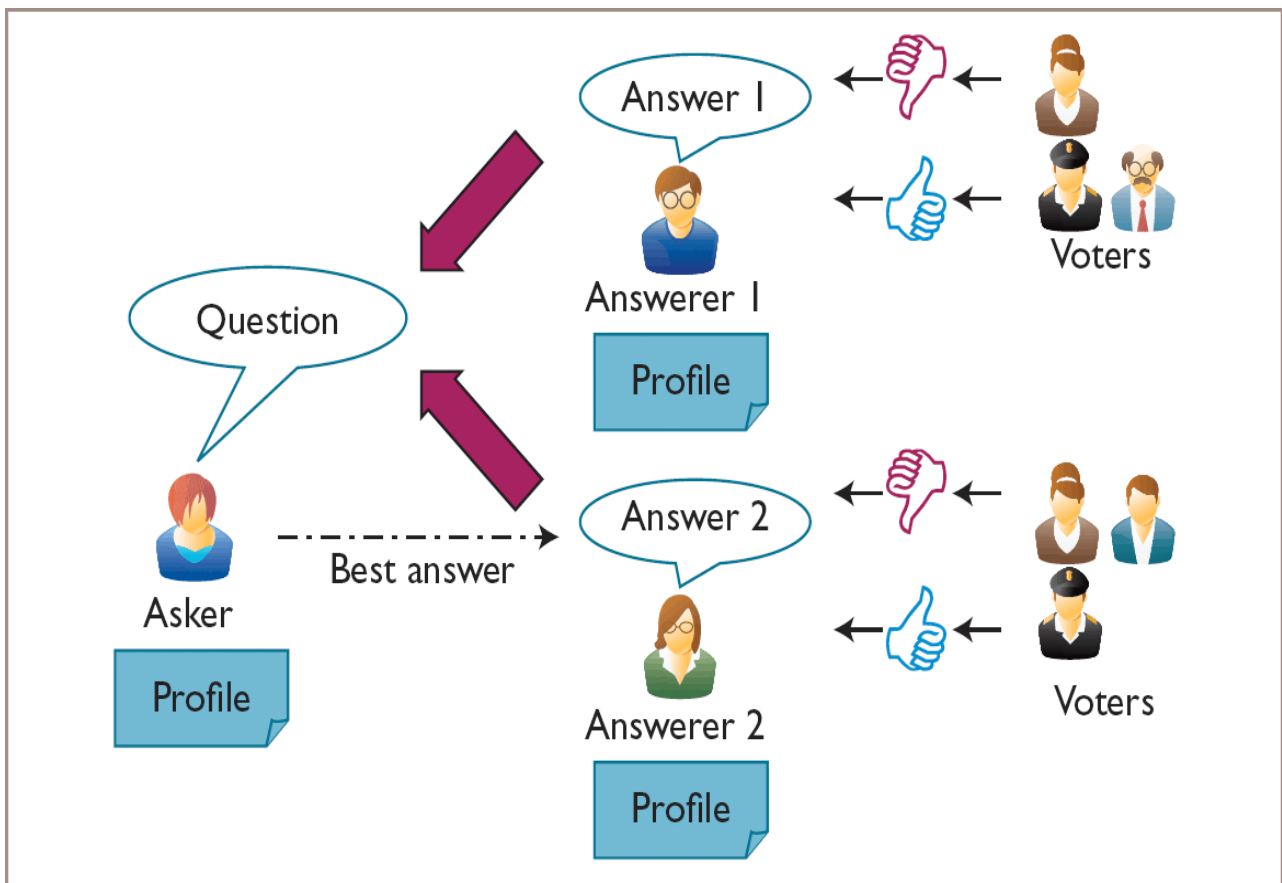 Answer 1
Answerer 1
Profile
Voters
Question
Asker
Profile
Best answer
Answer 2
Answerer 2
Profile
Voters